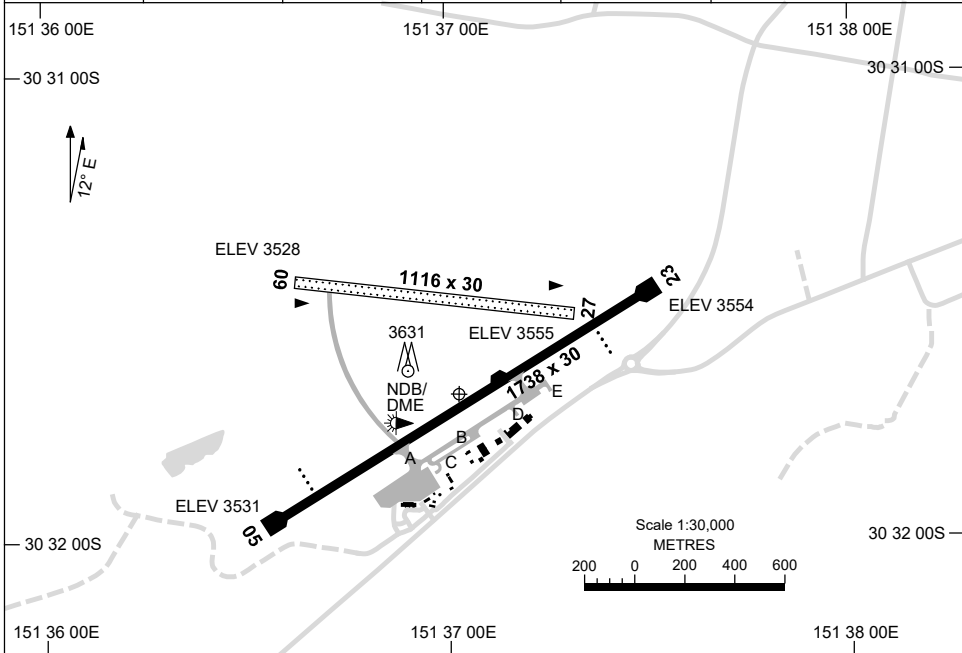 151 36 00E
151 37 00E
151 38 00E
30 31 00S
30 31 00S
12° E
ELEV 3528
09
1116 x 30
27
23
ELEV 3554
ELEV 3555
3631
NDB/
DME
1738 x 30
E
D
B
A
C
ELEV 3531
05
30 32 00S
30 32 00S
Scale 1:30,000
METRES
200 0 200 400 600
151 36 00E
151 37 00E
151 38 00E